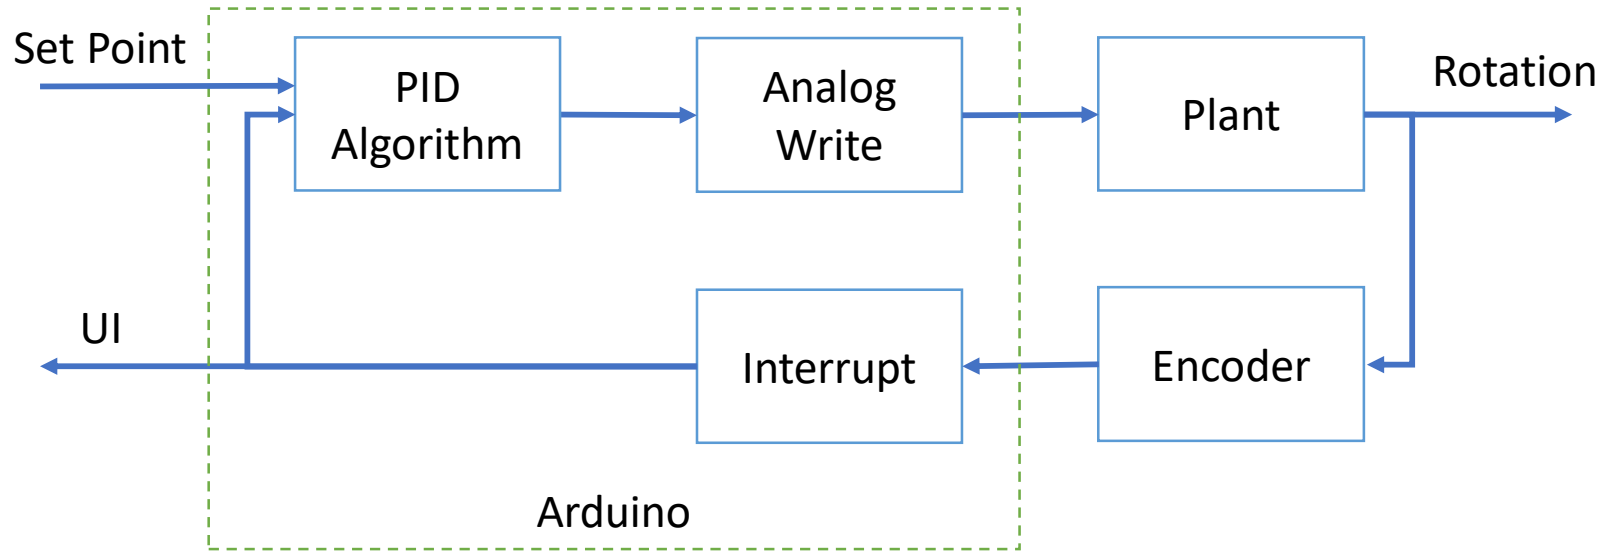 Set Point
PID
Algorithm
Analog
Write
Plant
Rotation
UI
Interrupt
Encoder
Arduino